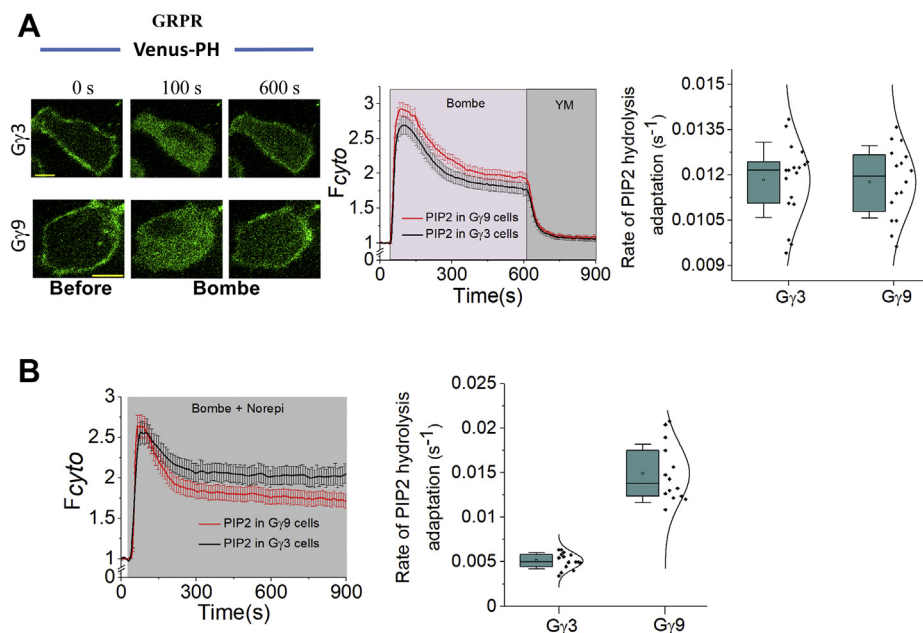 A
GRPR
Venus-PH
0 s 100 s 600 s
Gγ3
Gγ9
Before Bombe
Fcyto
3
2.5
2
1.5
1
0
Bombe YM
PIP2 in Gγ9 cells
PIP2 in Gγ3 cells
0 300 600 900
Time(s)
Rate of PIP2 hydrolysis
adaptation (s-1)
0.015
0.0135
0.012
0.0105
0.009
Gγ3 Gγ9
B
Fcyto
3
2.5
2
1.5
1
0
Bombe + Norepi
PIP2 in Gγ9 cells
PIP2 in Gγ3 cells
0 300 600 900
Time(s)
Rate of PIP2 hydrolysis
adaptation (s-1)
0.025
0.02
0.015
0.01
0.005
0
Gγ3 Gγ9